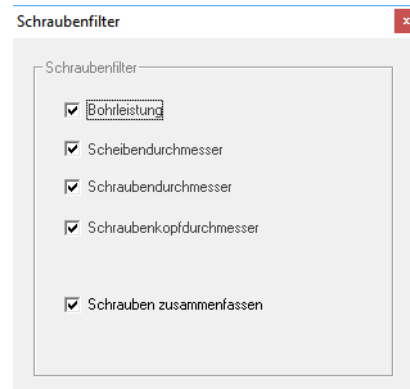 Schraubenfilter
x
Schraubenfilter
Bohrleistung
Scheibendurchmesser
Schraubendurchmesser
Schraubenkopfdurchmesser
Schrauben zusammenfassen